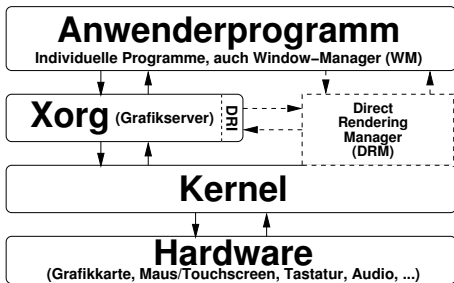 Anwenderprogramm
Individuelle Programme, auch Window−Manager (WM)
Xorg (Grafikserver)
DRI
Direct
Rendering
Manager
(DRM)
Kernel
Hardware
(Grafikkarte, Maus/Touchscreen, Tastatur, Audio, ...)